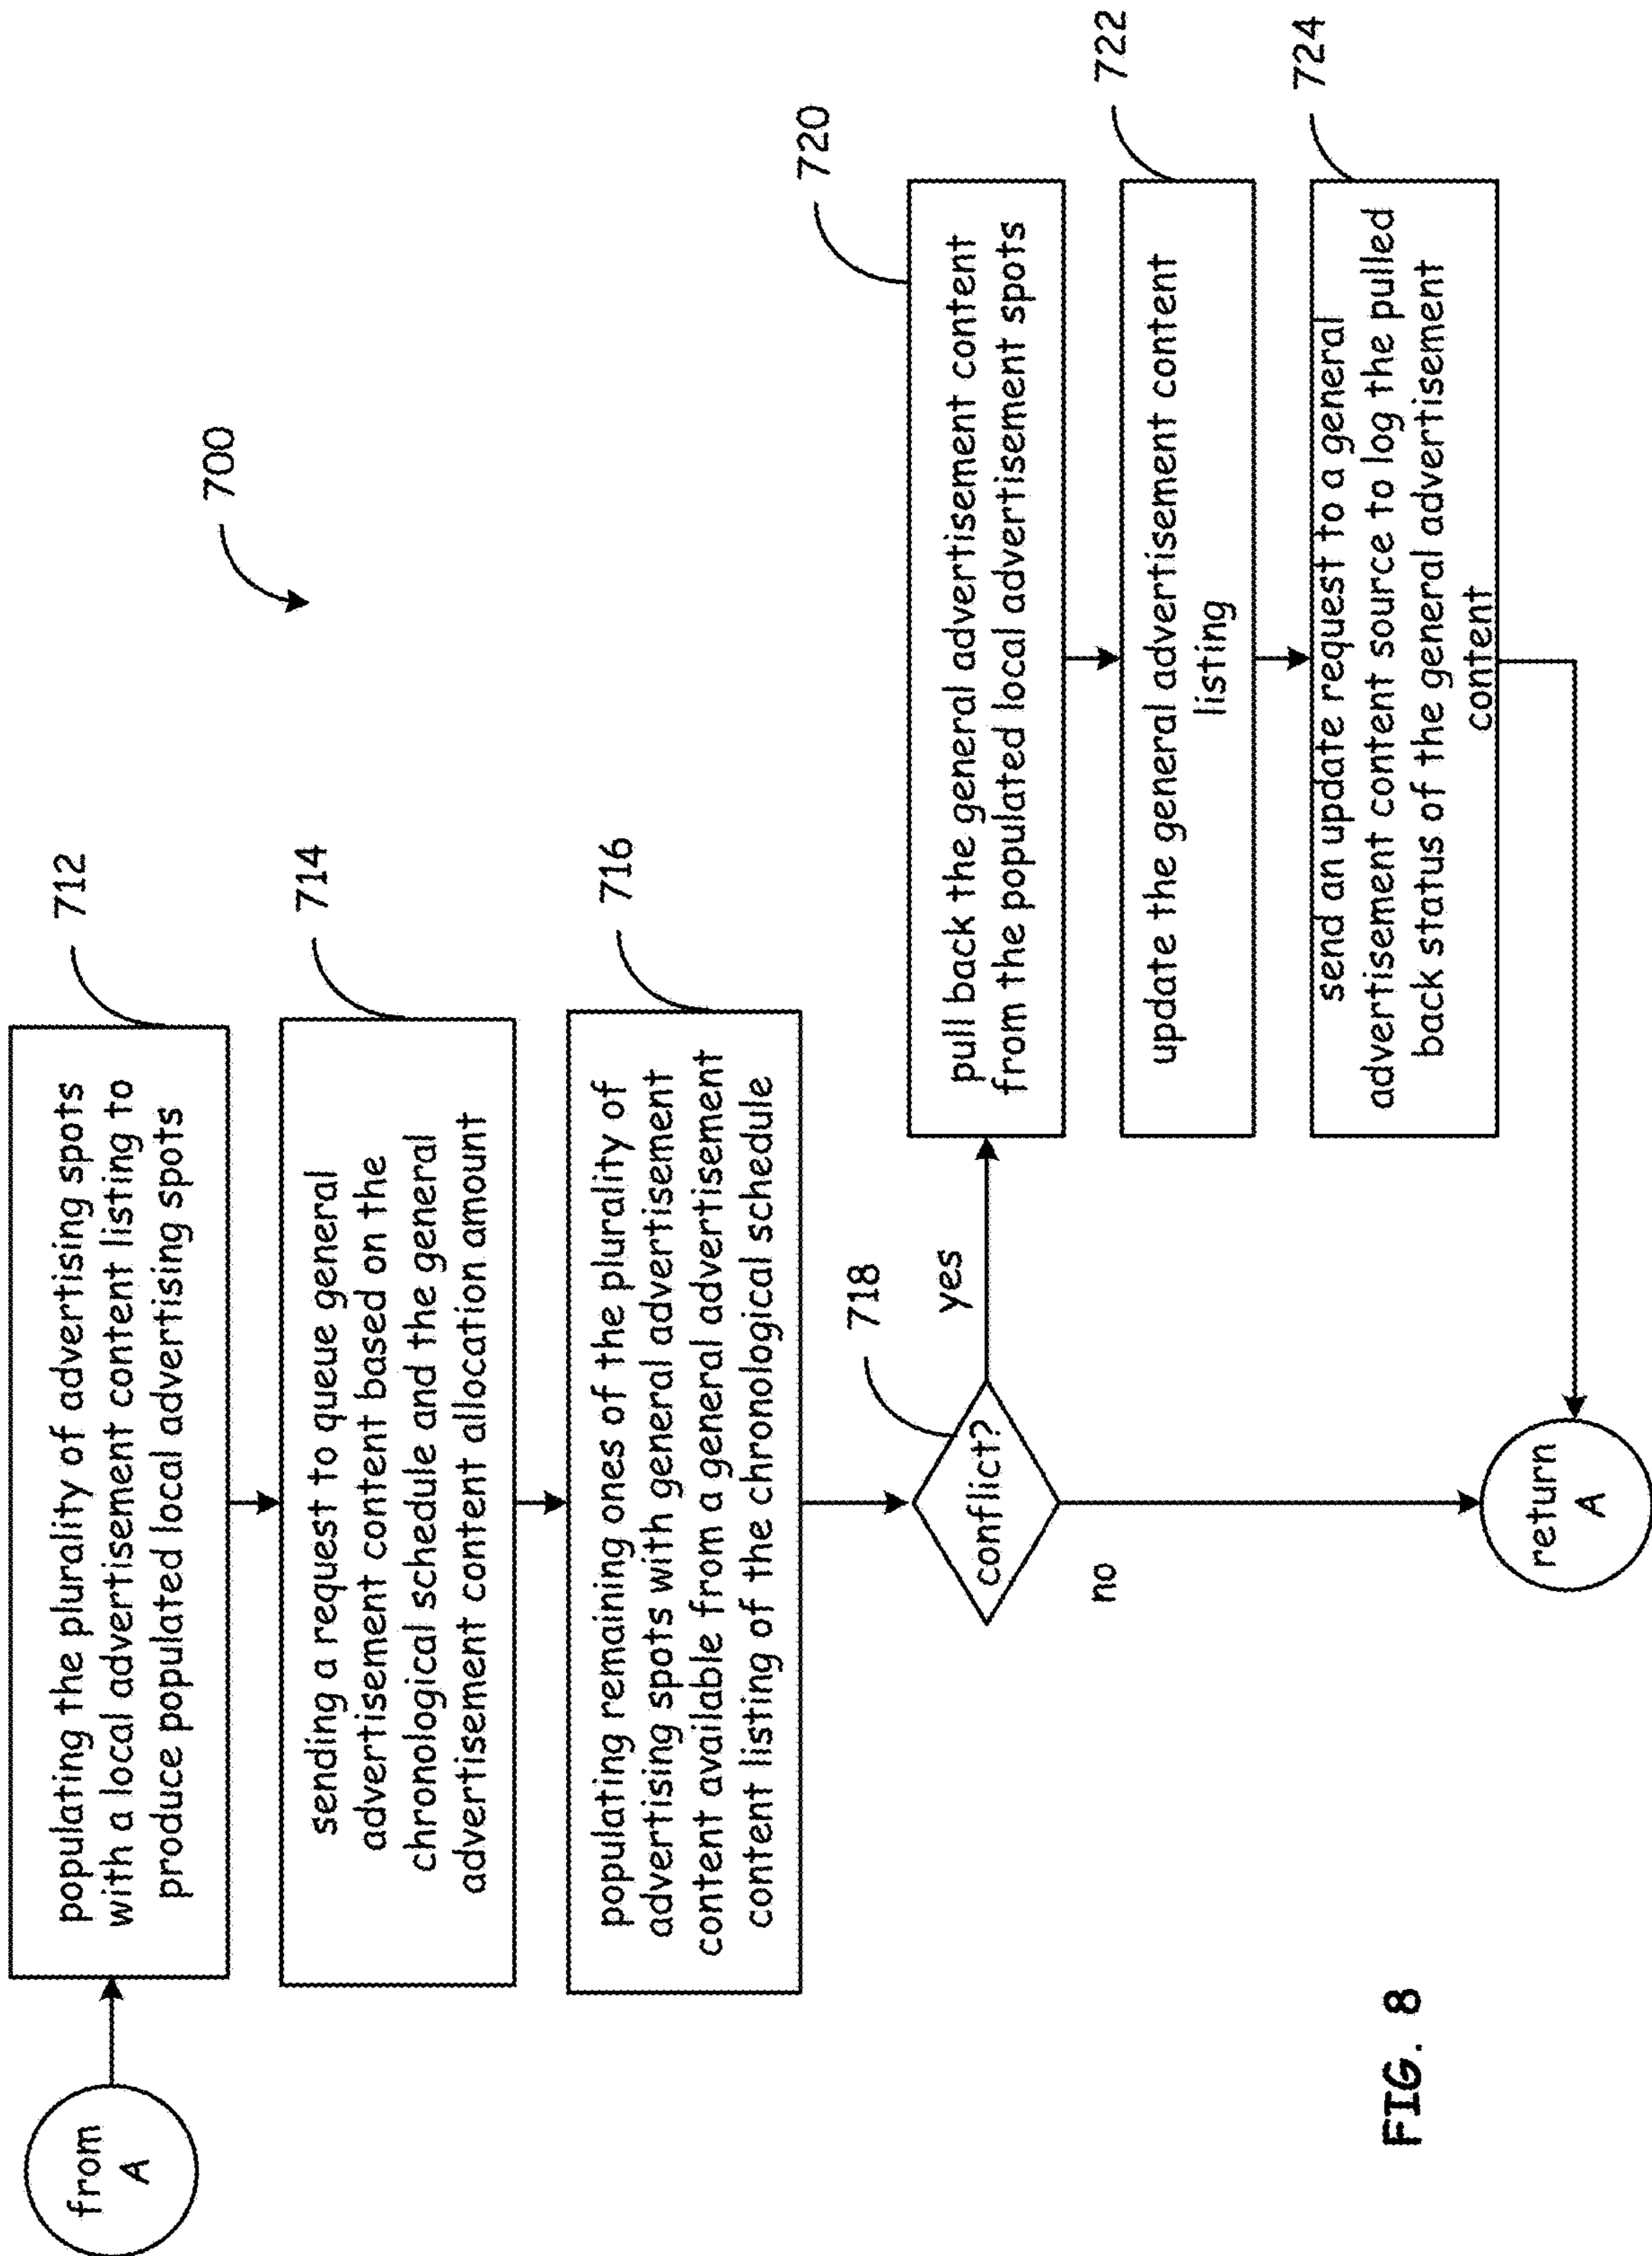 700
from
A
712
populating the plurality of advertising spots
with a local advertisement content listing to
produce populated local advertising spots
714
sending a request to queue general
advertisement content based on the
chronological schedule and the general
advertisement content allocation amount
716
populating remaining ones of the plurality of
advertising spots with general advertisement
content available from a general advertisement
content listing of the chronological schedule
718
conflict?
yes
no
720
pull back the general advertisement content
from the populated local advertisement spots
722
update the general advertisement content
listing
724
send an update request to a general
advertisement content source to log the pulled
back status of the general advertisement
content
return
A
FIG. 8